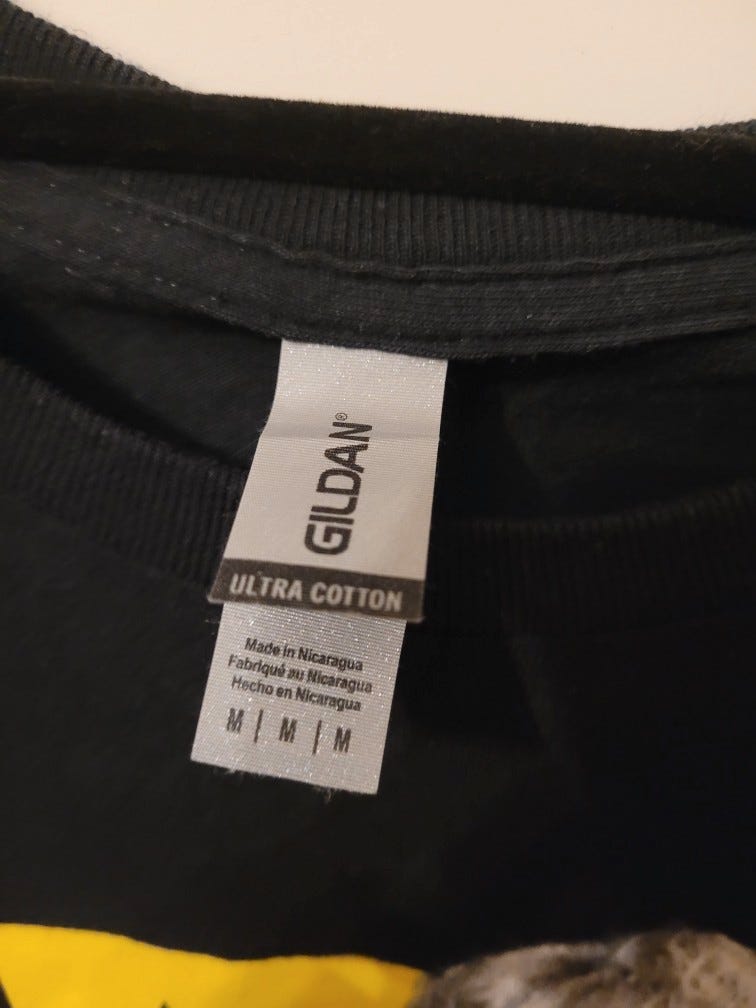 GILDAN®
ULTRA COTTON
Made in Nicaragua
Fabriqué au Nicaragua
Hecho en Nicaragua
M | M | M